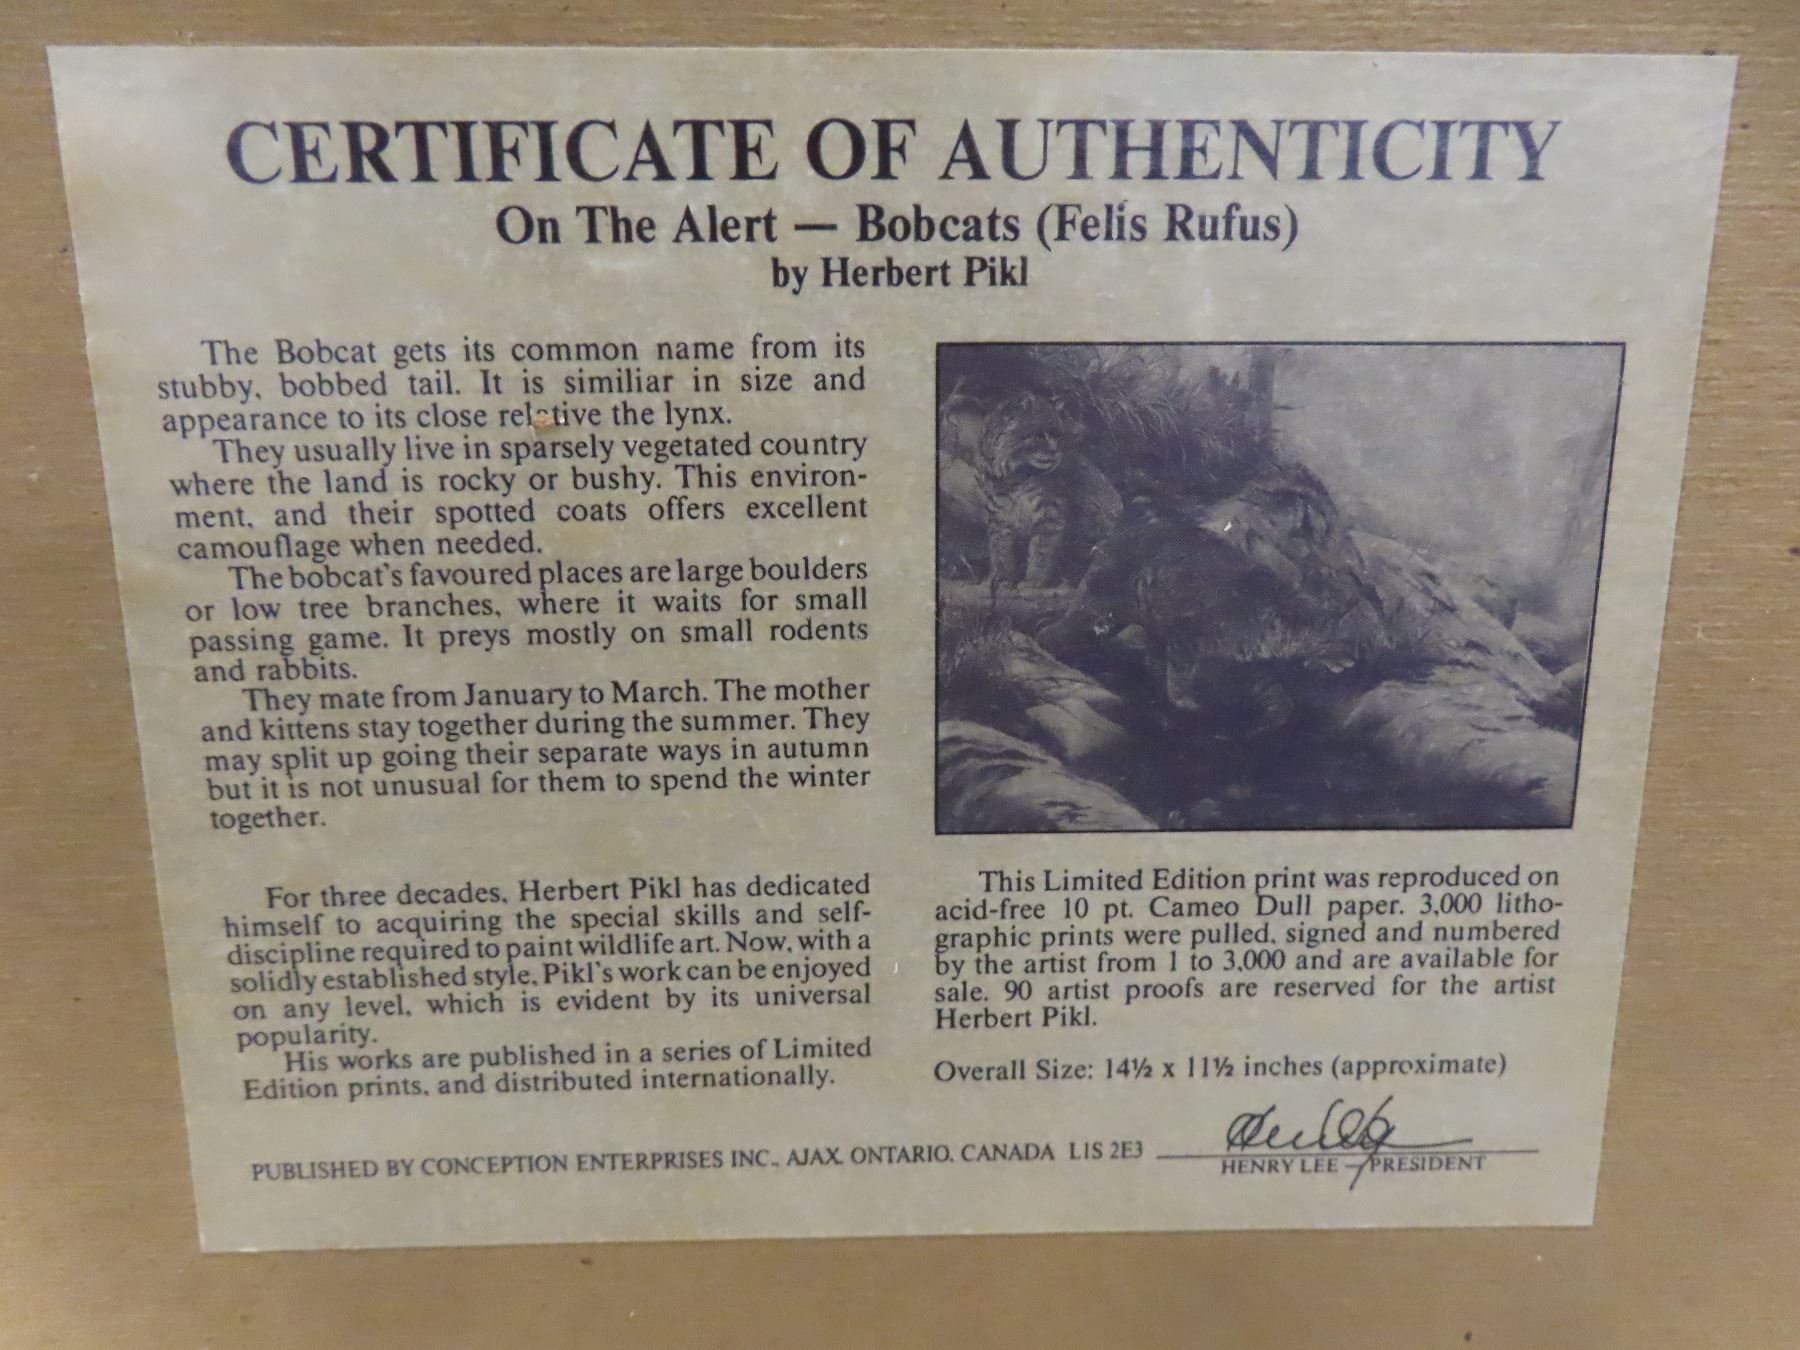 CERTIFICATE OF AUTHENTICITY
On The Alert — Bobcats (Felis Rufus)
by Herbert Pikl
The Bobcat gets its common name from its
stubby, bobbed tail. It is similiar in size and
appearance to its close relative the lynx.
They usually live in sparsely vegetated country
where the land is rocky or bushy. This environ-
ment, and their spotted coats offers excellent
camouflage when needed.
The bobcat's favoured places are large boulders
or low tree branches, where it waits for small
passing game. It preys mostly on small rodents
and rabbits.
They mate from January to March. The mother
and kittens stay together during the summer. They
may split up going their separate ways in autumn
but it is not unusual for them to spend the winter
together.
For three decades, Herbert Pikl has dedicated
himself to acquiring the special skills and self-
discipline required to paint wildlife art. Now, with a
solidly established style, Pikl's work can be enjoyed
on any level, which is evident by its universal
popularity.
His works are published in a series of Limited
Edition prints, and distributed internationally.
This Limited Edition print was reproduced on
acid-free 10 pt. Cameo Dull paper. 3,000 litho-
graphic prints were pulled, signed and numbered
by the artist from 1 to 3,000 and are available for
sale. 90 artist proofs are reserved for the artist
Herbert Pikl.
Overall Size: 14½ x 11½ inches (approximate)
PUBLISHED BY CONCEPTION ENTERPRISES INC., AJAX, ONTARIO, CANADA L1S 2E3
HENRY LEE — PRESIDENT